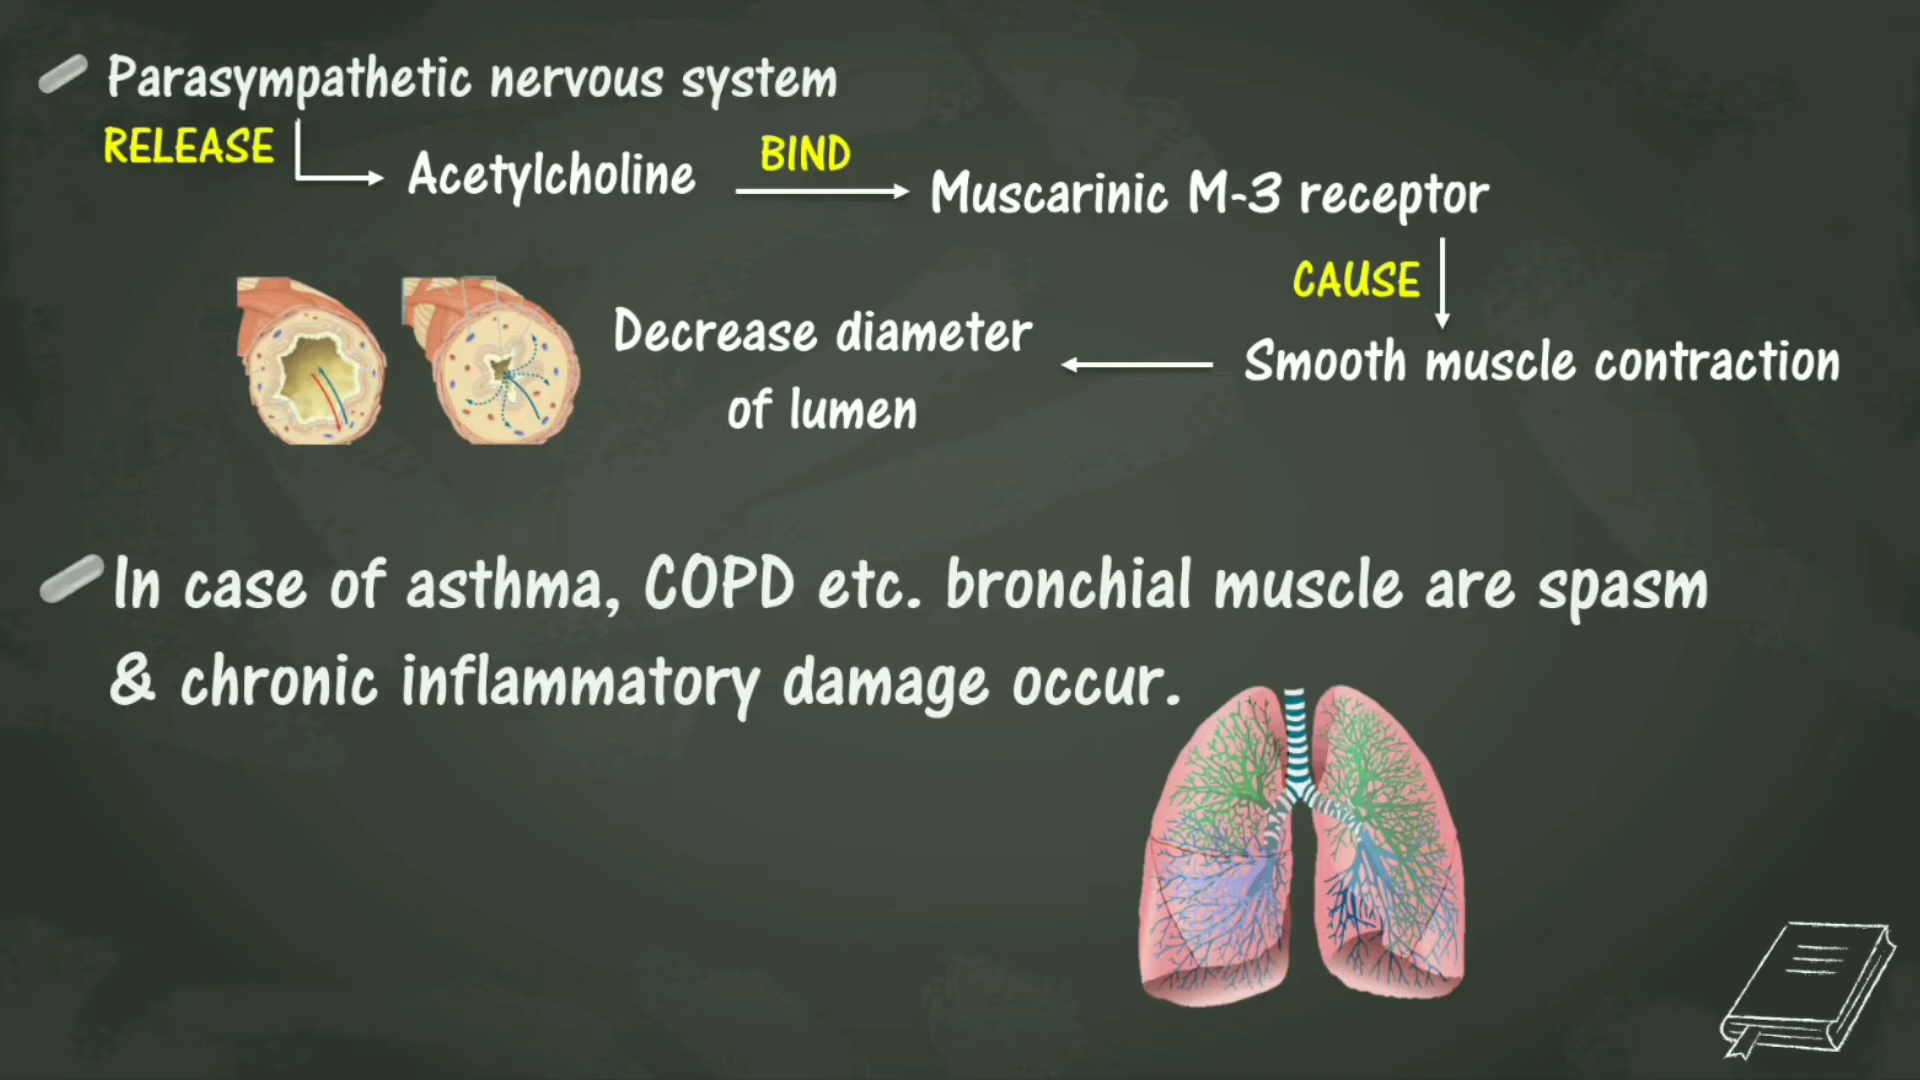 Parasympathetic nervous system
RELEASE
Acetylcholine
BIND
Muscarinic M-3 receptor
CAUSE
Smooth muscle contraction
Decrease diameter
of lumen
In case of asthma, COPD etc. bronchial muscle are spasm
& chronic inflammatory damage occur.